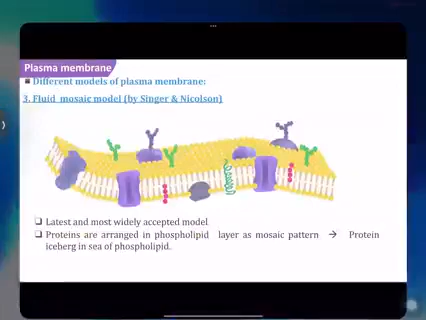 Plasma membrane
Different models of plasma membrane:
3. Fluid mosaic model (by Singer & Nicolson)
❑ Latest and most widely accepted model
❑ Proteins are arranged in phospholipid layer as mosaic pattern → Protein
iceberg in sea of phospholipid.